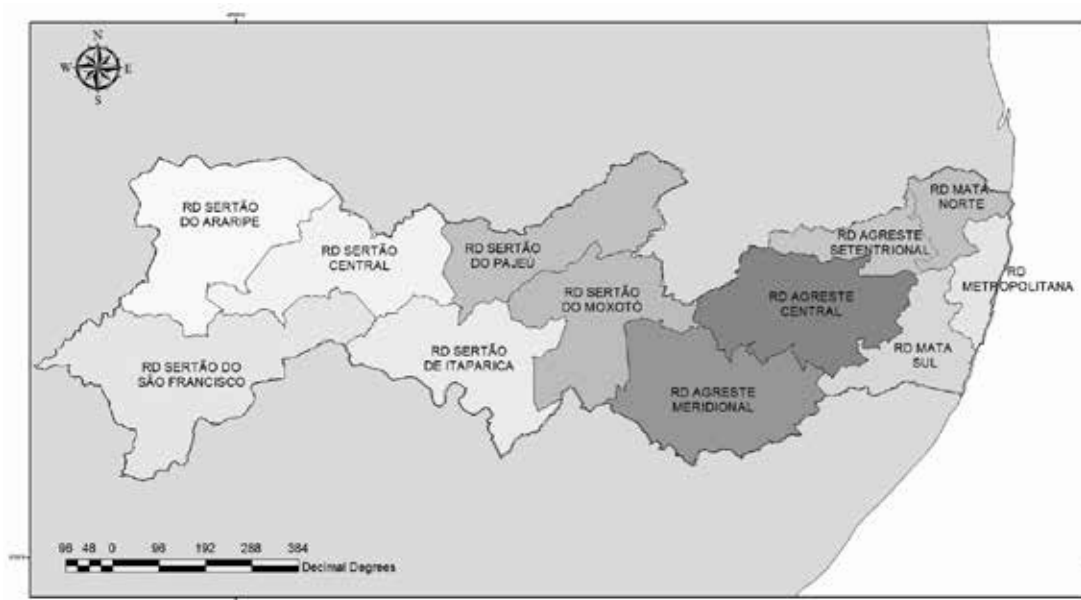 N
W E
S
RD SERTÃO
DO ARARIPE
RD SERTÃO
CENTRAL
RD SERTÃO
DO PAJEÚ
RD SERTÃO
DO MOXOTÓ
RD SERTÃO DO
SÃO FRANCISCO
RD SERTÃO
DE ITAPARICA
RD AGRESTE
MERIDIONAL
RD AGRESTE
CENTRAL
RD AGRESTE
SETENTRIONAL
RD MATA
NORTE
RD
METROPOLITANA
RD MATA
SUL
96 48 0 96 192 288 384
Decimal Degrees